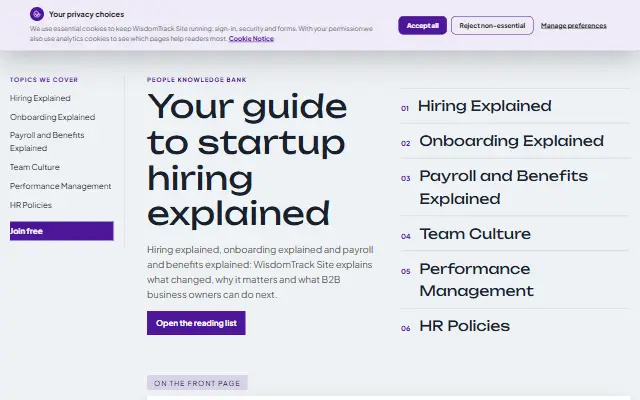 Your privacy choices
We use essential cookies to keep WisdomTrack Site running: sign-in, security and forms. With your permission we
also use analytics cookies to see which pages help readers most. Cookie Notice
Accept all
Reject non-essential
Manage preferences
TOPICS WE COVER
Hiring Explained
Onboarding Explained
Payroll and Benefits
Explained
Team Culture
Performance Management
HR Policies
Join free
PEOPLE KNOWLEDGE BANK
Your guide
to startup
hiring
explained
Hiring explained, onboarding explained and payroll
and benefits explained: WisdomTrack Site explains
what changed, why it matters and what B2B
business owners can do next.
Open the reading list
01 Hiring Explained
02 Onboarding Explained
03 Payroll and Benefits
Explained
04 Team Culture
05 Performance
Management
06 HR Policies
ON THE FRONT PAGE